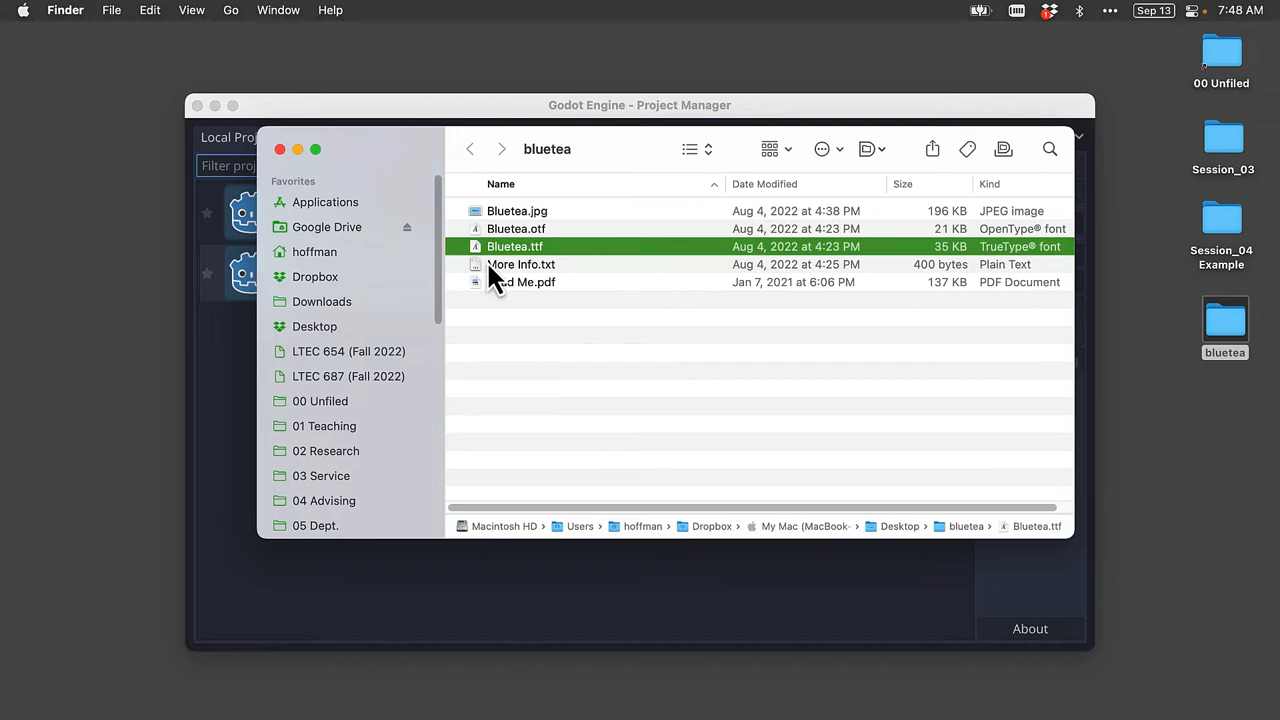 Finder File Edit View Go Window Help
1
Sep 13
7:48 AM
00 Unfiled
Session_03
Session_04
Example
bluetea
Godot Engine - Project Manager
Local Proj
Filter proj
bluetea
Favorites
Applications
Google Drive
hoffman
Dropbox
Downloads
Desktop
LTEC 654 (Fall 2022)
LTEC 687 (Fall 2022)
00 Unfiled
01 Teaching
02 Research
03 Service
04 Advising
05 Dept.
Name Date Modified Size Kind
Bluetea.jpg Aug 4, 2022 at 4:38 PM 196 KB JPEG image
Bluetea.otf Aug 4, 2022 at 4:23 PM 21 KB OpenType® font
Bluetea.ttf Aug 4, 2022 at 4:23 PM 35 KB TrueType® font
More Info.txt Aug 4, 2022 at 4:25 PM 400 bytes Plain Text
d Me.pdf Jan 7, 2021 at 6:06 PM 137 KB PDF Document
Macintosh HD › Users › hoffman › Dropbox › My Mac (MacBook- › Desktop › bluetea › Bluetea.ttf
About